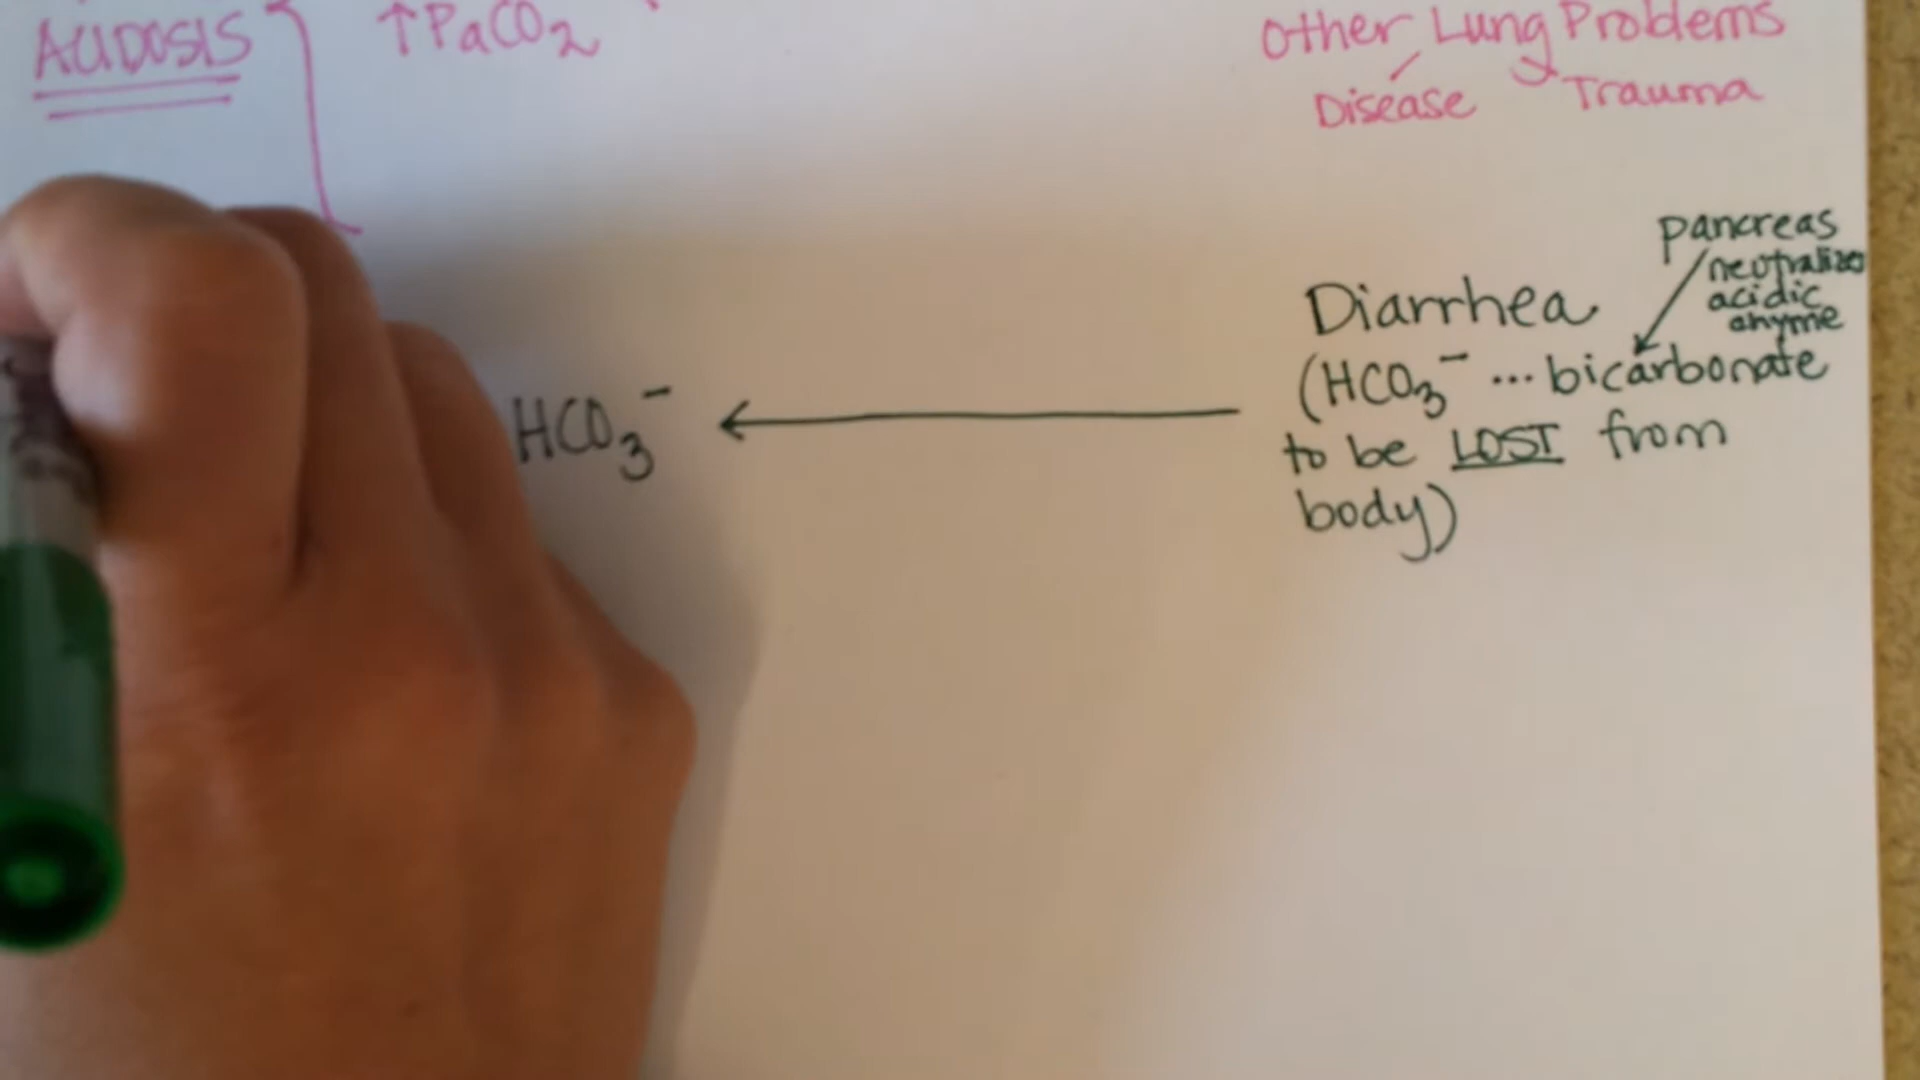 ACIDOSIS
↑PaCO2
Other Lung Problems
Disease
Trauma
pancreas
neutralizes
acidic
chyme
Diarrhea
(HCO3- ... bicarbonate
to be LOST from
body)
HCO3-